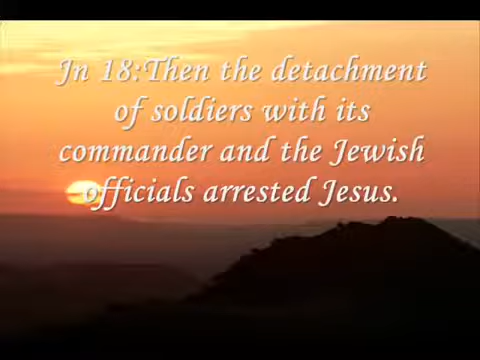 Jn 18:Then the detachment
of soldiers with its
commander and the Jewish
officials arrested Jesus.